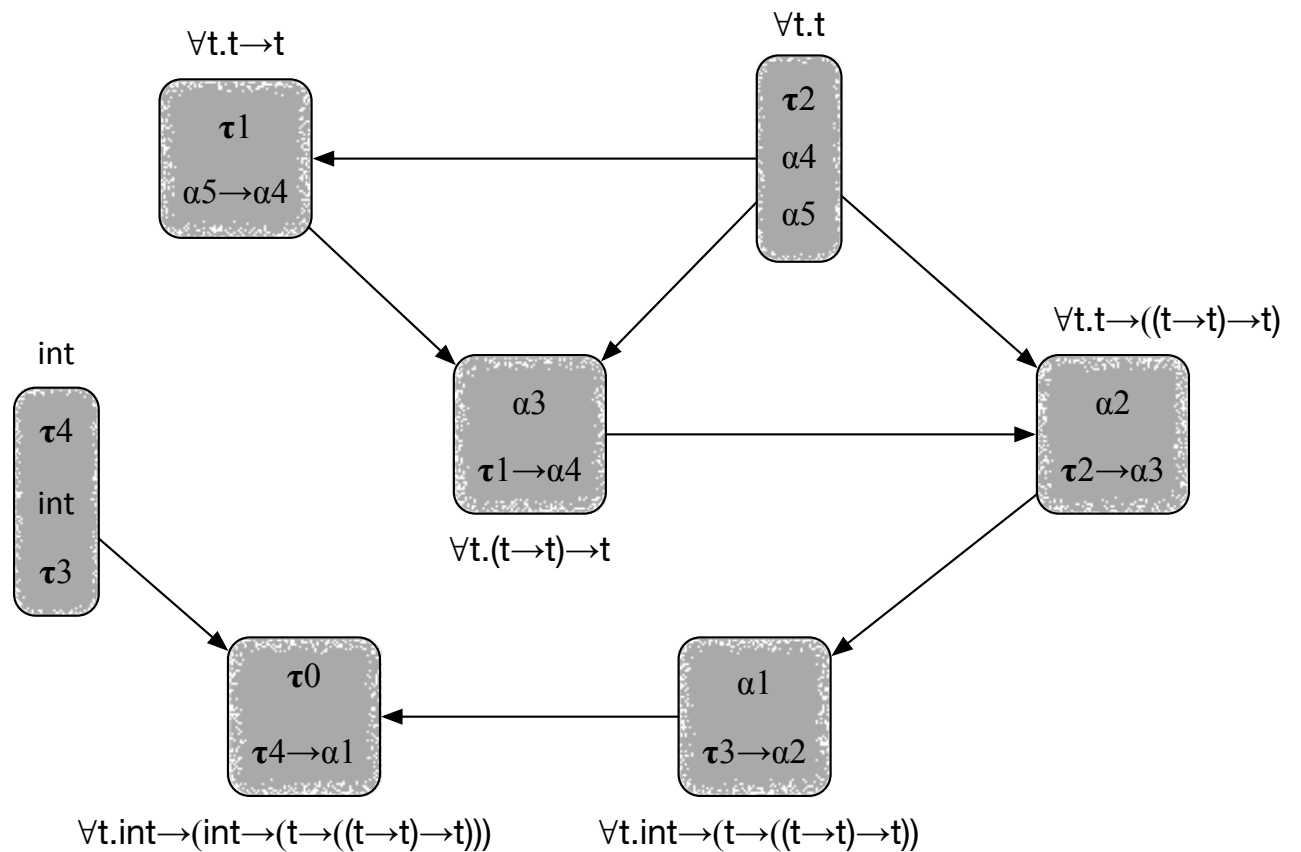 ∀t.t→t
∀t.t
τ1
α5→α4
τ2
α4
α5
∀t.t→((t→t)→t)
int
τ4
int
τ3
α3
τ1→α4
∀t.(t→t)→t
α2
τ2→α3
τ0
τ4→α1
α1
τ3→α2
∀t.int→(int→(t→((t→t)→t)))
∀t.int→(t→((t→t)→t))